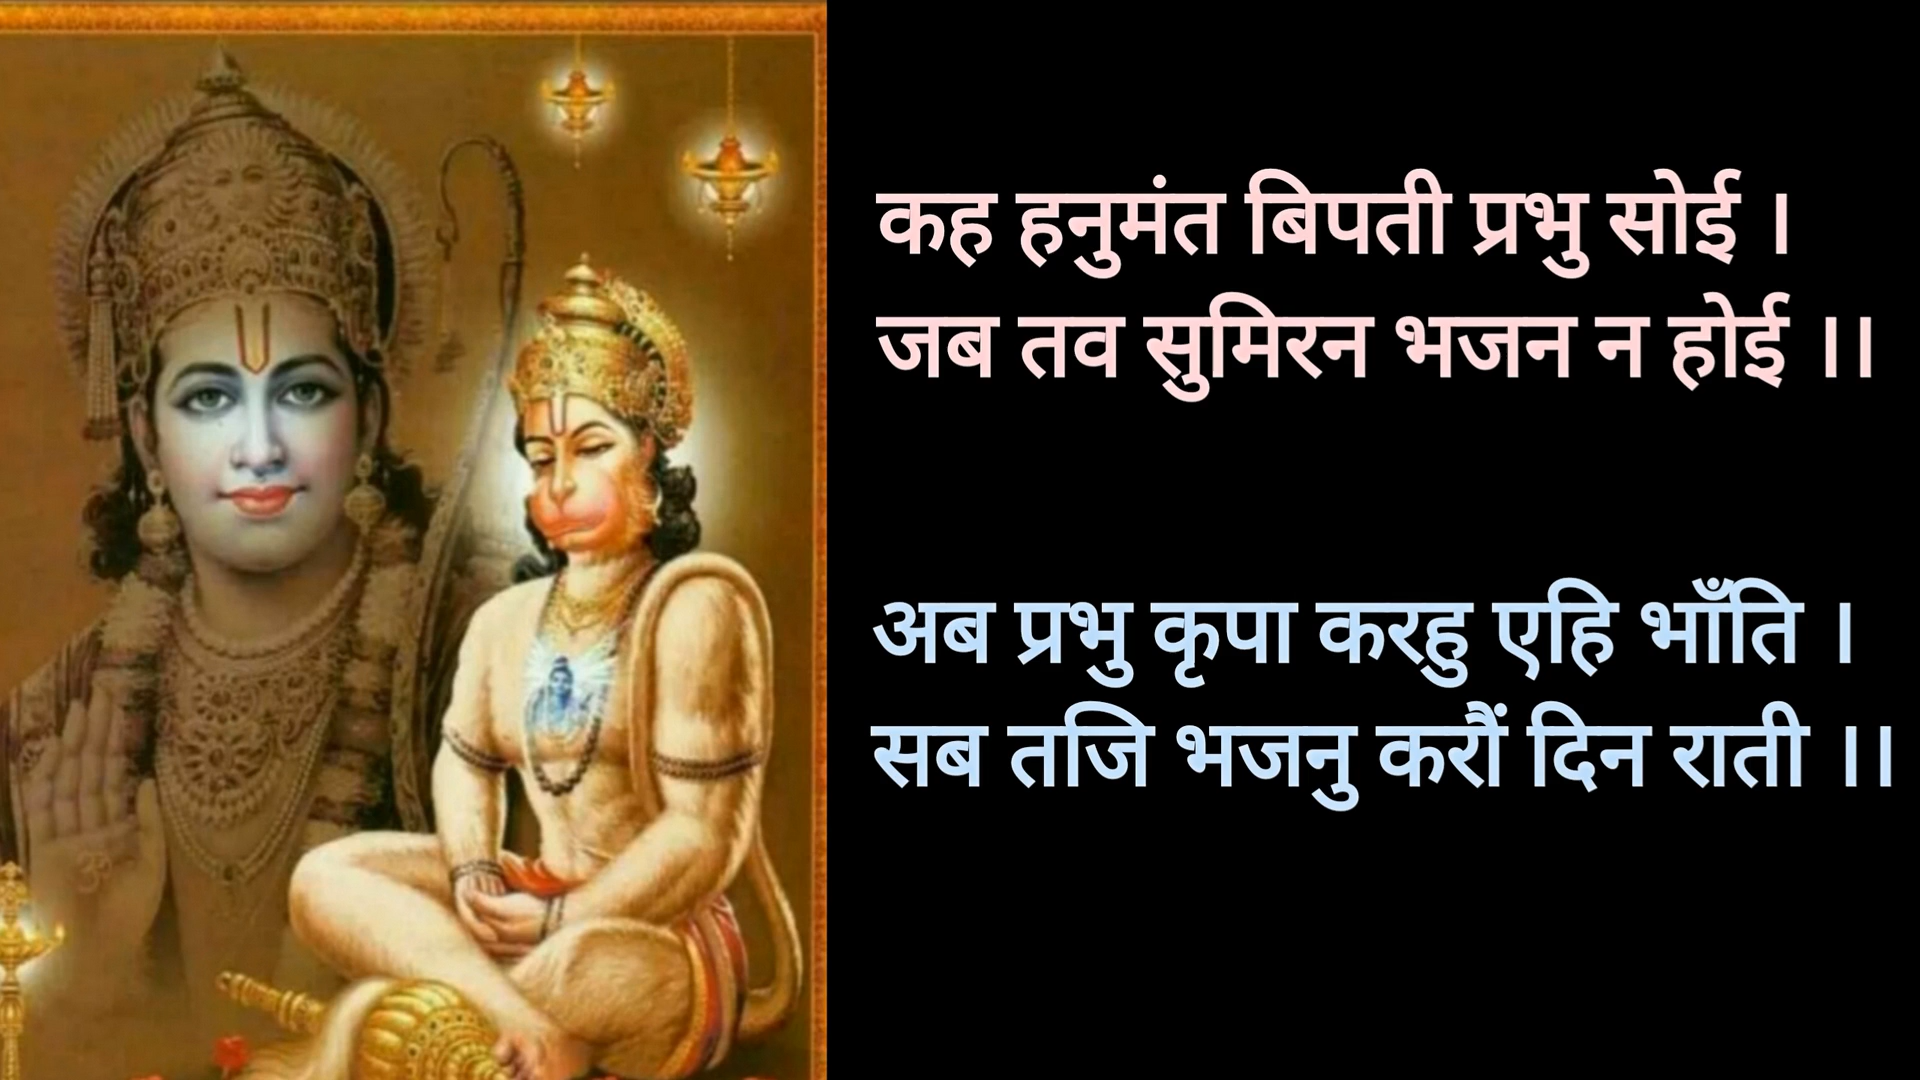 कह हनुमंत बिपती प्रभु सोई ।
जब तव सुमिरन भजन न होई ।।
अब प्रभु कृपा करहु एहि भाँति ।
सब तजि भजनु करौं दिन राती ।।